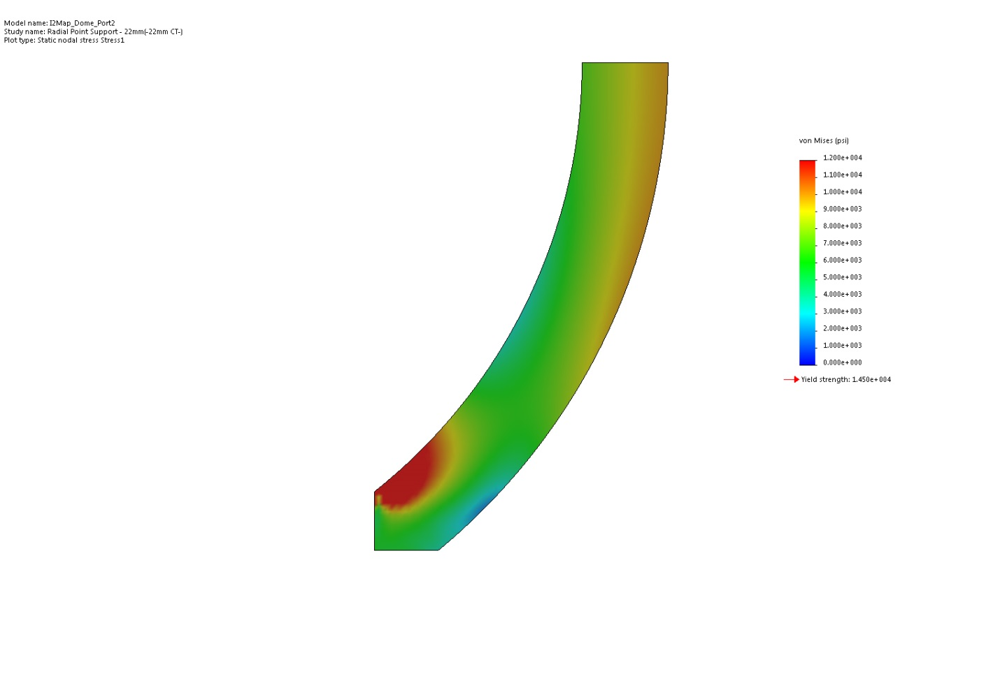 Model name: I2Map_Dome_Port2
Study name: Radial Point Support - 22mm(-22mm CT-)
Plot type: Static nodal stress Stress1
von Mises (psi)
1.200e+004
1.100e+004
1.000e+004
9.000e+003
8.000e+003
7.000e+003
6.000e+003
5.000e+003
4.000e+003
3.000e+003
2.000e+003
1.000e+003
0.000e+000
Yield strength: 1.450e+004